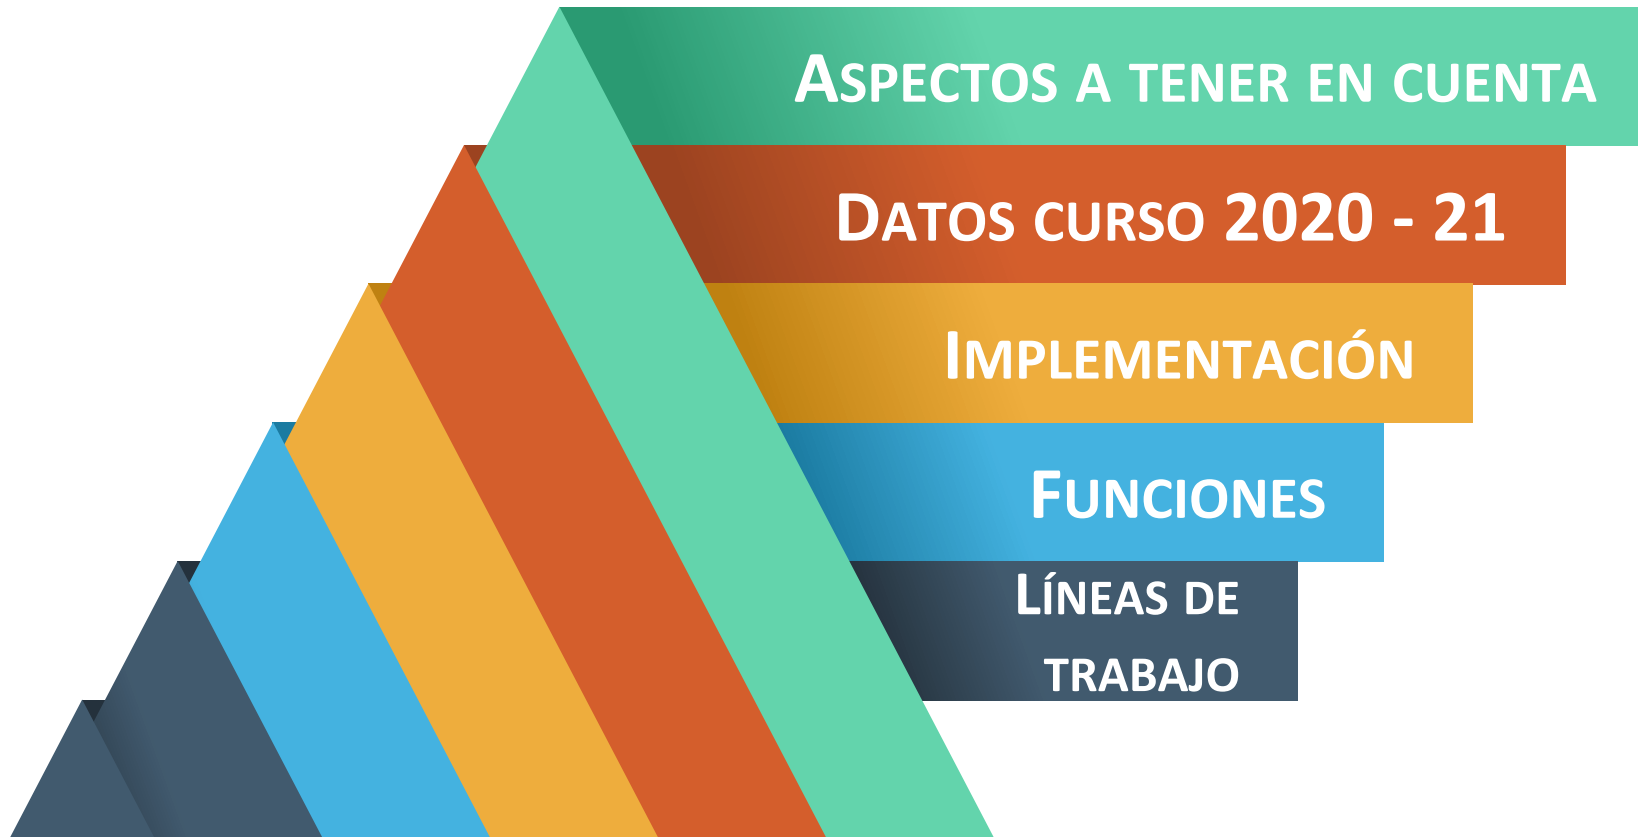 ASPECTOS A TENER EN CUENTA
DATOS CURSO 2020 - 21
IMPLEMENTACIÓN
FUNCIONES
LÍNEAS DE
TRABAJO